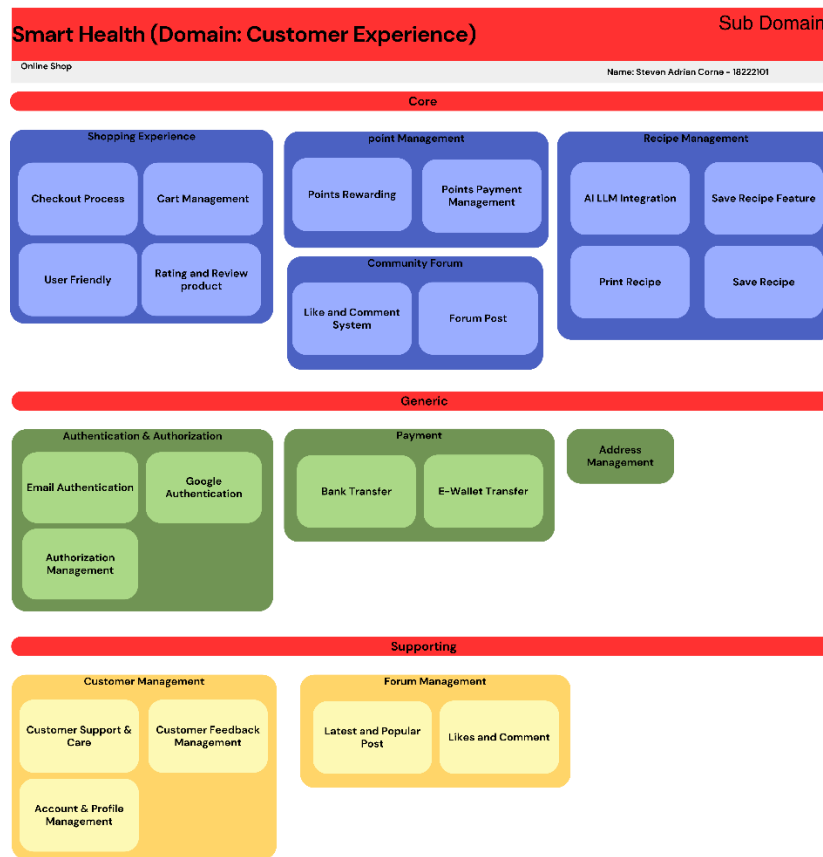 Smart Health (Domain: Customer Experience)
Sub Domain
Online Shop
Name: Steven Adrian Corne - 18222101
Core
Shopping Experience
Checkout Process
Cart Management
User Friendly
Rating and Review
product
point Management
Points Rewarding
Points Payment
Management
Community Forum
Like and Comment
System
Forum Post
Recipe Management
AI LLM Integration
Save Recipe Feature
Print Recipe
Save Recipe
Generic
Authentication & Authorization
Email Authentication
Google
Authentication
Authorization
Management
Payment
Bank Transfer
E-Wallet Transfer
Address
Management
Supporting
Customer Management
Customer Support &
Care
Customer Feedback
Management
Account & Profile
Management
Forum Management
Latest and Popular
Post
Likes and Comment